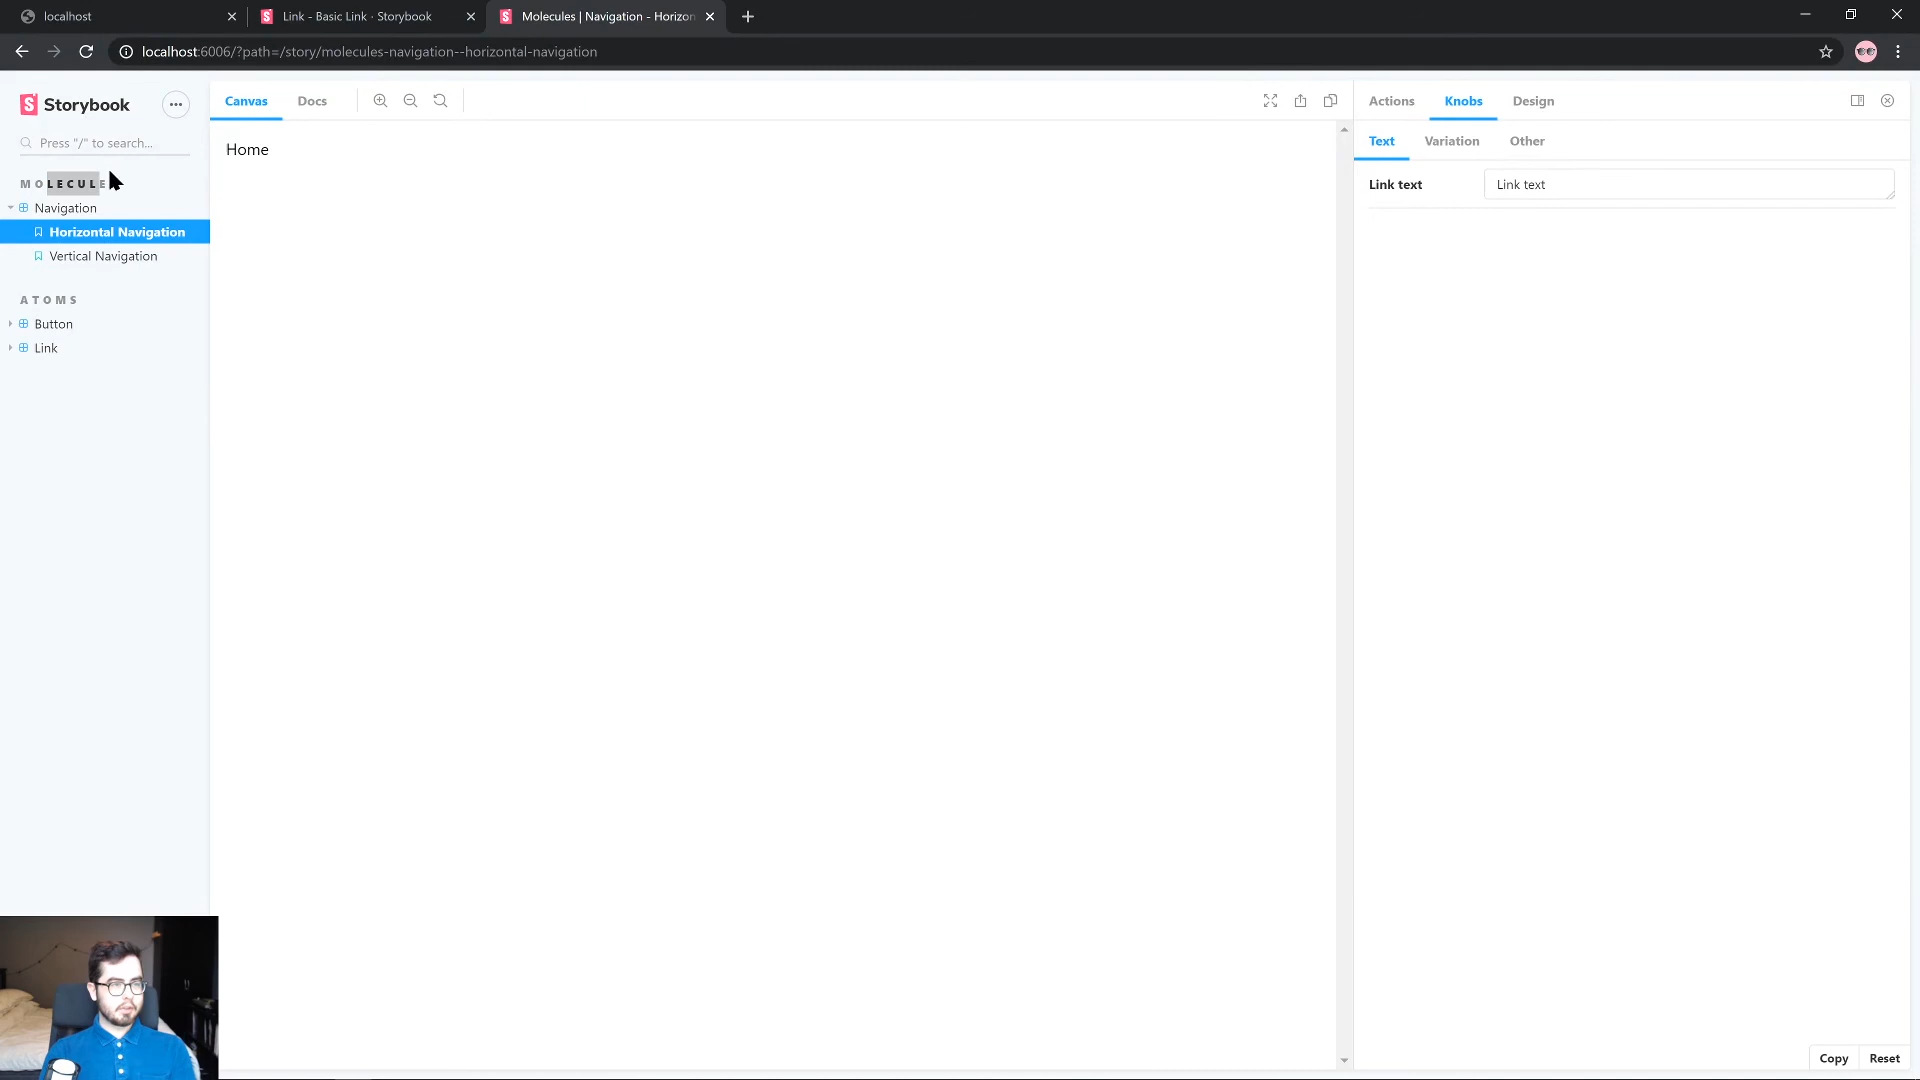 localhost
Link - Basic Link · Storybook
Molecules | Navigation - Horizon
localhost:6006/?path=/story/molecules-navigation--horizontal-navigation
Storybook
Press "/" to search...
MOLECULE
Navigation
Horizontal Navigation
Vertical Navigation
ATOMS
Button
Link
Canvas
Docs
Home
Actions
Knobs
Design
Text
Variation
Other
Link text
Link text
Copy
Reset